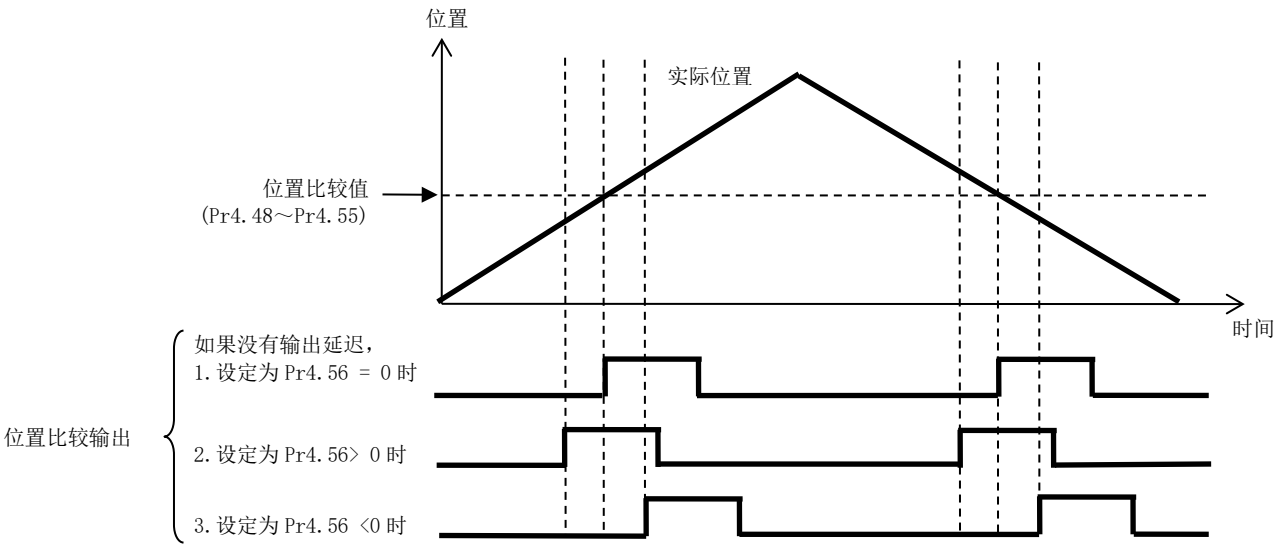 位置
实际位置
位置比较值
(Pr4.48～Pr4.55)
时间
如果没有输出延迟，
1.设定为 Pr4.56 = 0 时
位置比较输出
2.设定为 Pr4.56> 0 时
3.设定为 Pr4.56 <0 时